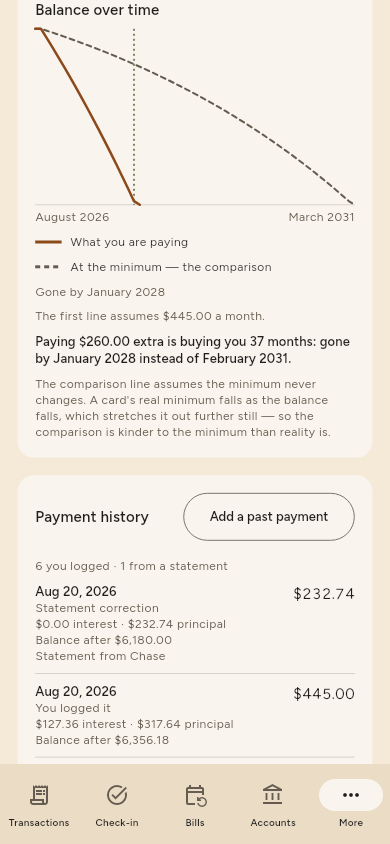 Balance over time
August 2026
March 2031
What you are paying
At the minimum — the comparison
Gone by January 2028
The first line assumes $445.00 a month.
Paying $260.00 extra is buying you 37 months: gone
by January 2028 instead of February 2031.
The comparison line assumes the minimum never
changes. A card's real minimum falls as the balance
falls, which stretches it out further still — so the
comparison is kinder to the minimum than reality is.
Payment history
Add a past payment
6 you logged · 1 from a statement
Aug 20, 2026
$232.74
Statement correction
$0.00 interest · $232.74 principal
Balance after $6,180.00
Statement from Chase
Aug 20, 2026
$445.00
You logged it
$127.36 interest · $317.64 principal
Balance after $6,356.18
Transactions
Check-in
Bills
Accounts
More